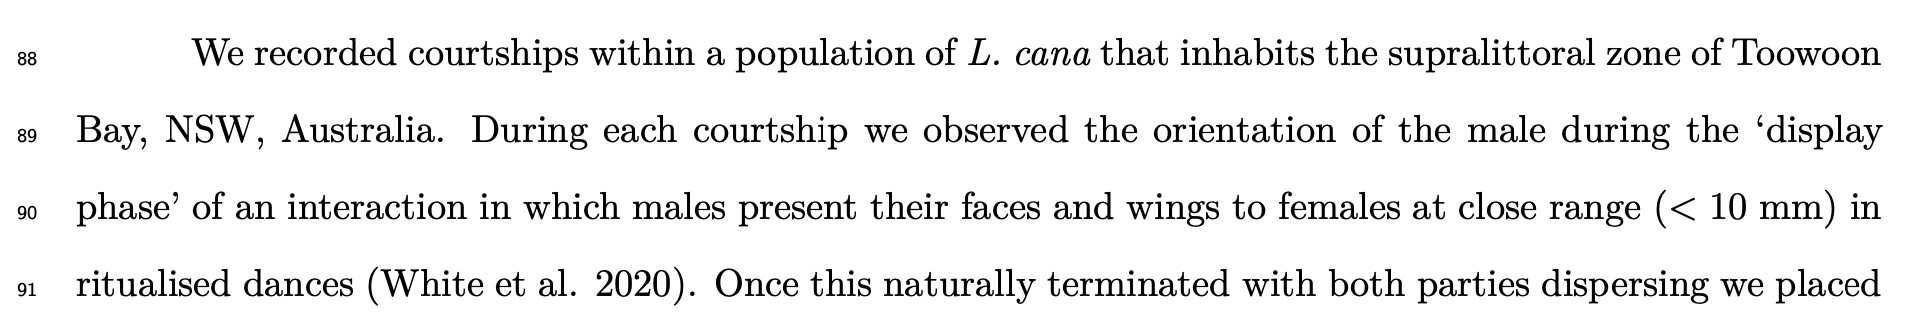 88 We recorded courtships within a population of L. cana that inhabits the supralittoral zone of Toowoon
89 Bay, NSW, Australia. During each courtship we observed the orientation of the male during the ‘display
90 phase’ of an interaction in which males present their faces and wings to females at close range (< 10 mm) in
91 ritualised dances (White et al. 2020). Once this naturally terminated with both parties dispersing we placed